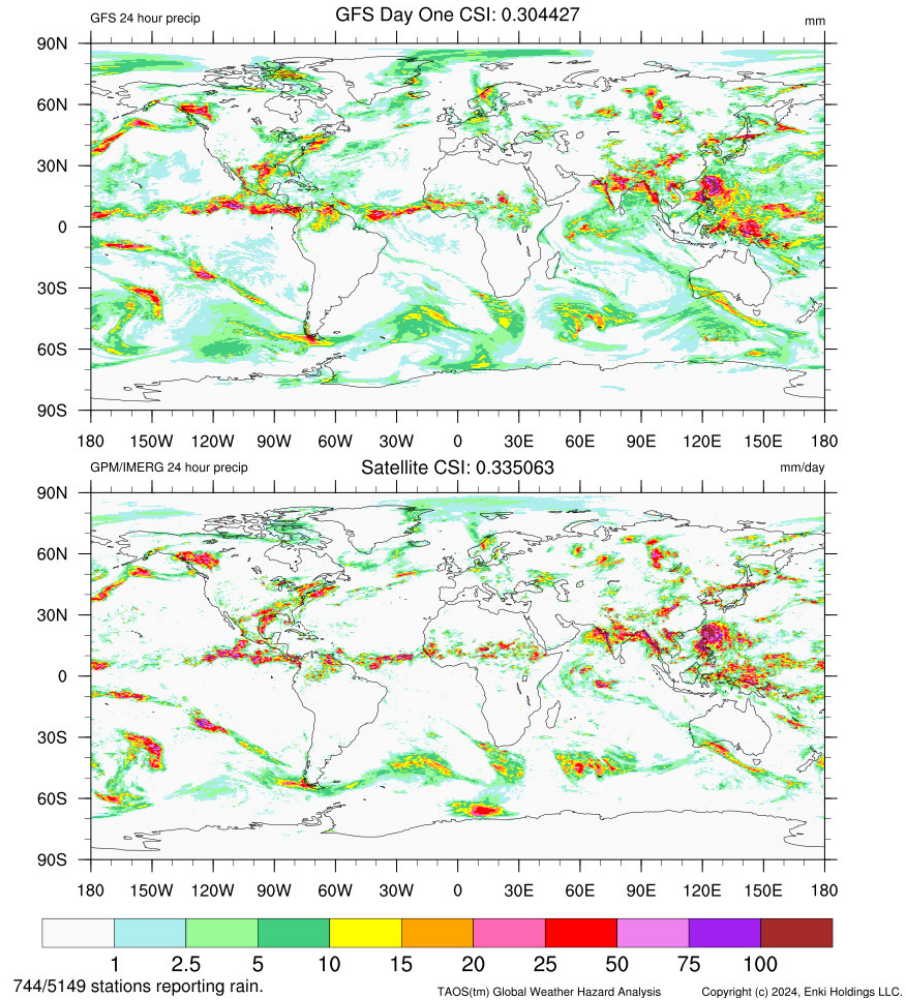 GFS 24 hour precip GFS Day One CSI: 0.304427 mm
90N
60N
30N
0
30S
60S
90S
180 150W 120W 90W 60W 30W 0 30E 60E 90E 120E 150E 180
GPM/IMERG 24 hour precip Satellite CSI: 0.335063 mm/day
90N
60N
30N
0
30S
60S
90S
180 150W 120W 90W 60W 30W 0 30E 60E 90E 120E 150E 180
1 2.5 5 10 15 20 25 50 75 100
744/5149 stations reporting rain. TAOS(tm) Global Weather Hazard Analysis Copyright (c) 2024, Enki Holdings LLC.